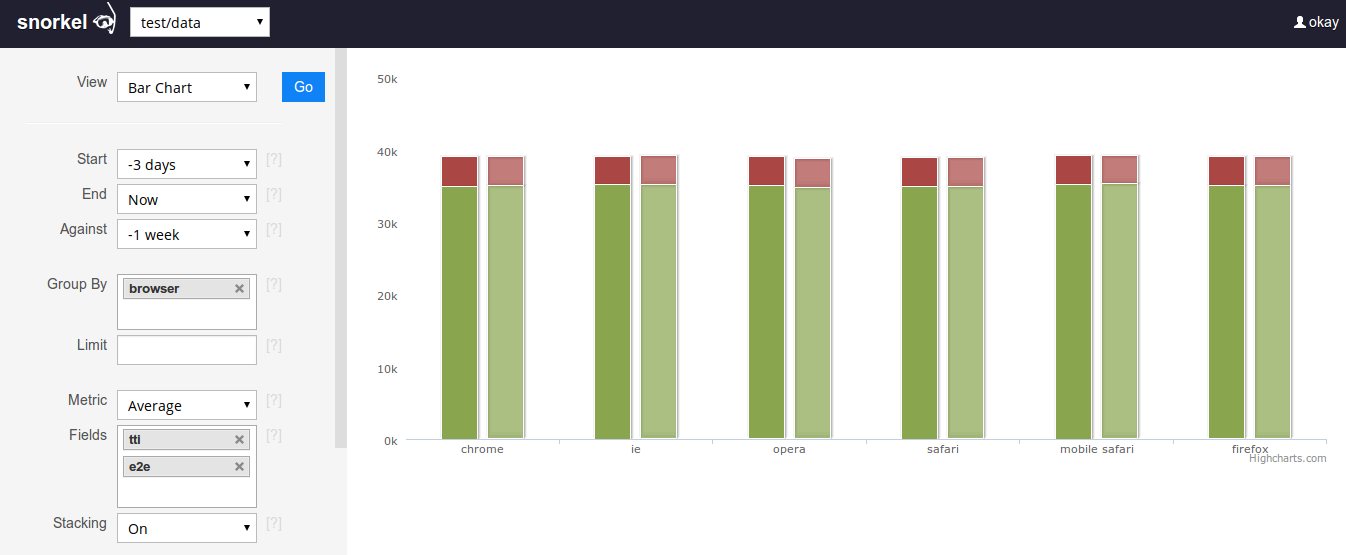 snorkel
test/data
okay
View
Bar Chart
Go
Start
-3 days
[?]
End
Now
[?]
Against
-1 week
[?]
Group By
browser
[?]
Limit
[?]
Metric
Average
[?]
Fields
tti
[?]
e2e
Stacking
On
[?]
50k
40k
30k
20k
10k
0k
chrome
ie
opera
safari
mobile safari
firefox
Highcharts.com